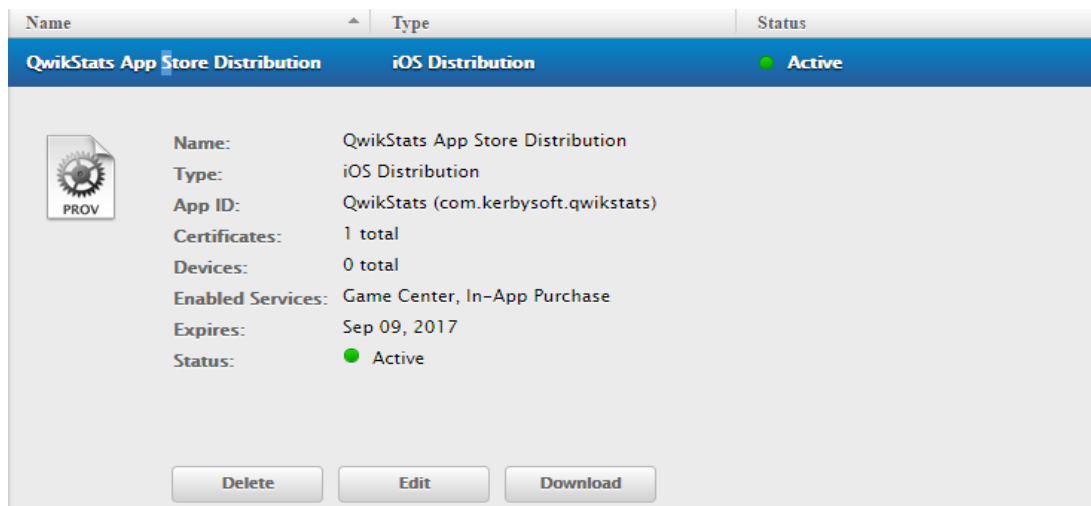 Name Type Status
QwikStats App Store Distribution iOS Distribution Active
PROV
Name: QwikStats App Store Distribution
Type: iOS Distribution
App ID: QwikStats (com.kerbysoft.qwikstats)
Certificates: 1 total
Devices: 0 total
Enabled Services: Game Center, In-App Purchase
Expires: Sep 09, 2017
Status: Active
Delete Edit Download